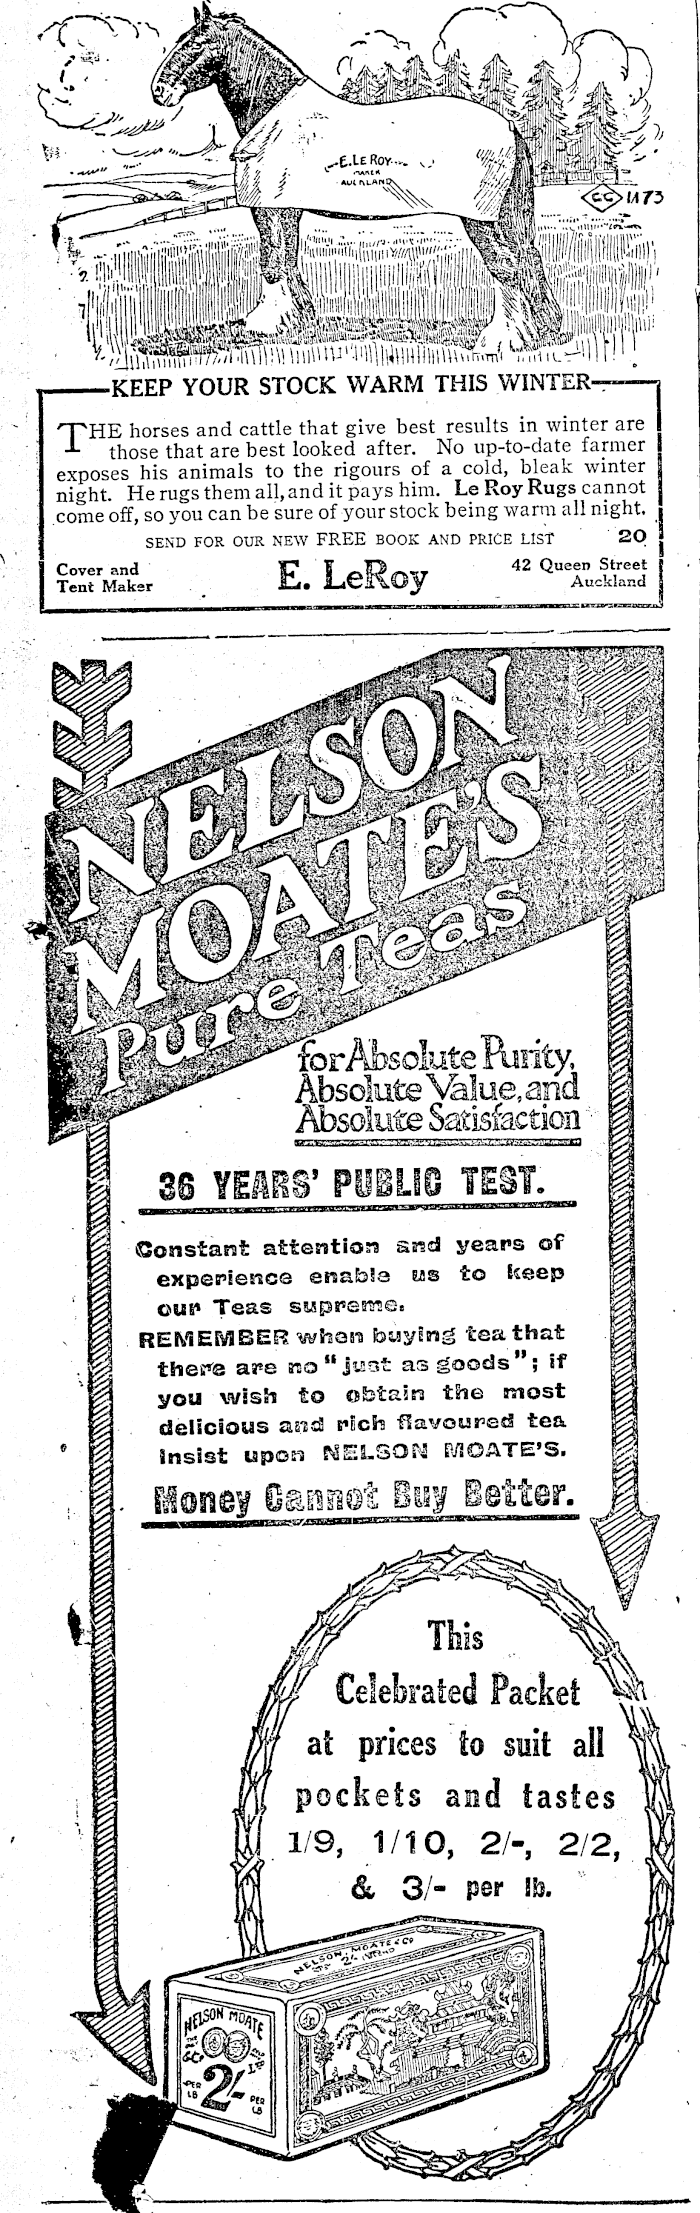 E. LE ROY
MAKER
AUCKLAND
CC 1173
KEEP YOUR STOCK WARM THIS WINTER
THE horses and cattle that give best results in winter are
those that are best looked after. No up-to-date farmer
exposes his animals to the rigours of a cold, bleak winter
night. He rugs them all, and it pays him. Le Roy Rugs cannot
come off, so you can be sure of your stock being warm all night.
SEND FOR OUR NEW FREE BOOK AND PRICE LIST 20
Cover and
Tent Maker
E. LeRoy
42 Queen Street
Auckland
NELSON
MOATE'S
Pure Teas
for Absolute Purity,
Absolute Value, and
Absolute Satisfaction
36 YEARS' PUBLIC TEST.
Constant attention and years of
experience enable us to keep
our Teas supreme.
REMEMBER when buying tea that
there are no "just as goods"; if
you wish to obtain the most
delicious and rich flavoured tea
insist upon NELSON MOATE'S.
Money Cannot Buy Better.
This
Celebrated Packet
at prices to suit all
pockets and tastes
1/9, 1/10, 2/-, 2/2,
& 3/- per lb.
NELSON, MOATE & CO
2/-
NELSON MOATE
& Co
PER LB 2/- PER LB